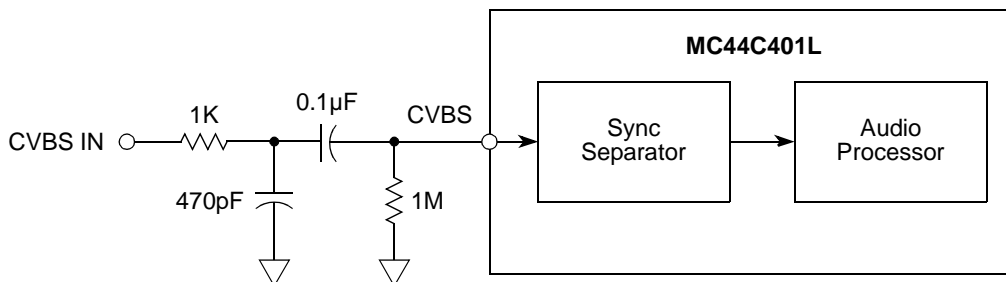 MC44C401L
0.1µF
1K
CVBS
CVBS IN
Sync
Separator
Audio
Processor
470pF
1M